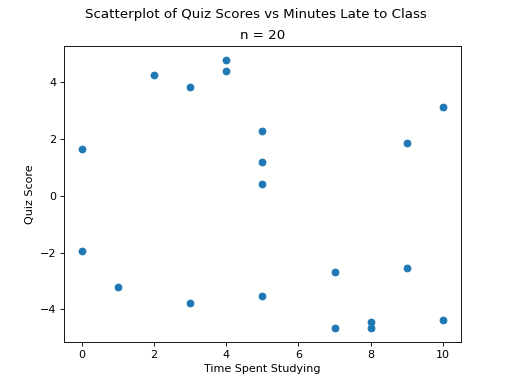 Scatterplot of Quiz Scores vs Minutes Late to Class
n = 20
4
2
0
−2
−4
Quiz Score
0 2 4 6 8 10
Time Spent Studying